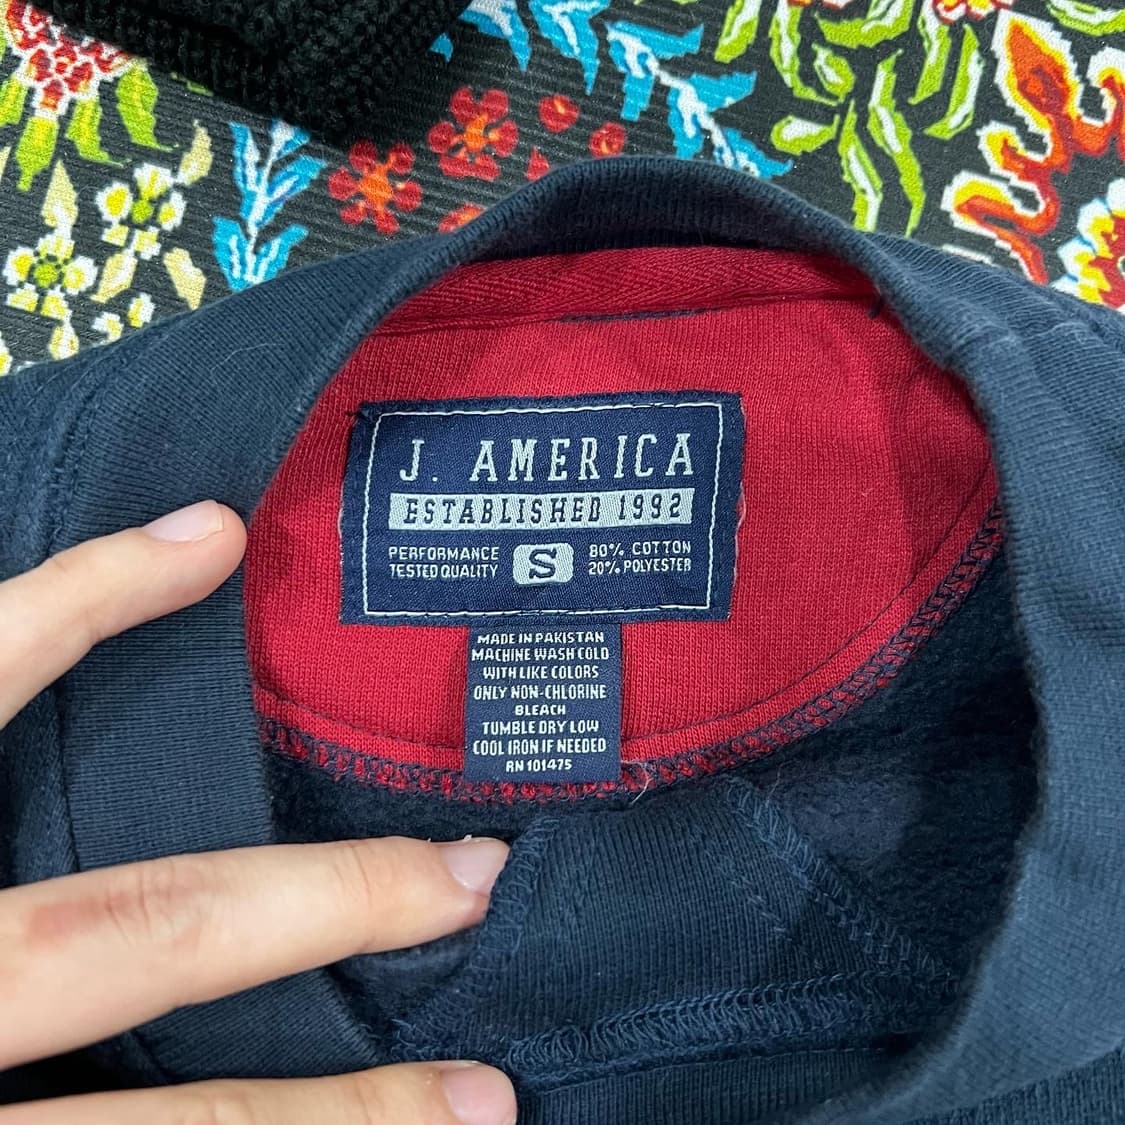 J. AMERICA
ESTABLISHED 1992
PERFORMANCE
TESTED QUALITY
S
80% COTTON
20% POLYESTER
MADE IN PAKISTAN
MACHINE WASH COLD
WITH LIKE COLORS
ONLY NON-CHLORINE
BLEACH
TUMBLE DRY LOW
COOL IRON IF NEEDED
RN 101475